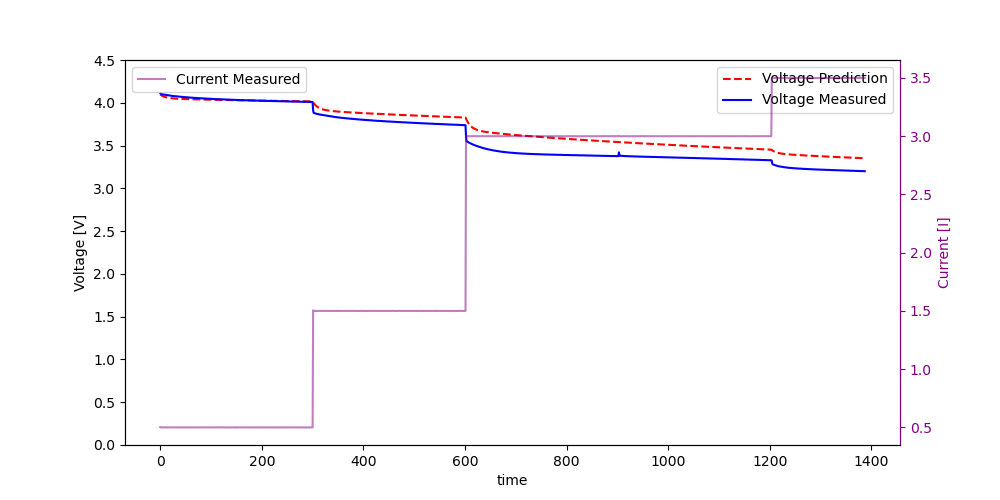 Current Measured
Voltage Prediction
Voltage Measured
4.5
4.0
3.5
3.0
2.5
2.0
1.5
1.0
0.5
0.0
Voltage [V]
3.5
3.0
2.5
2.0
1.5
1.0
0.5
Current [I]
0 200 400 600 800 1000 1200 1400
time